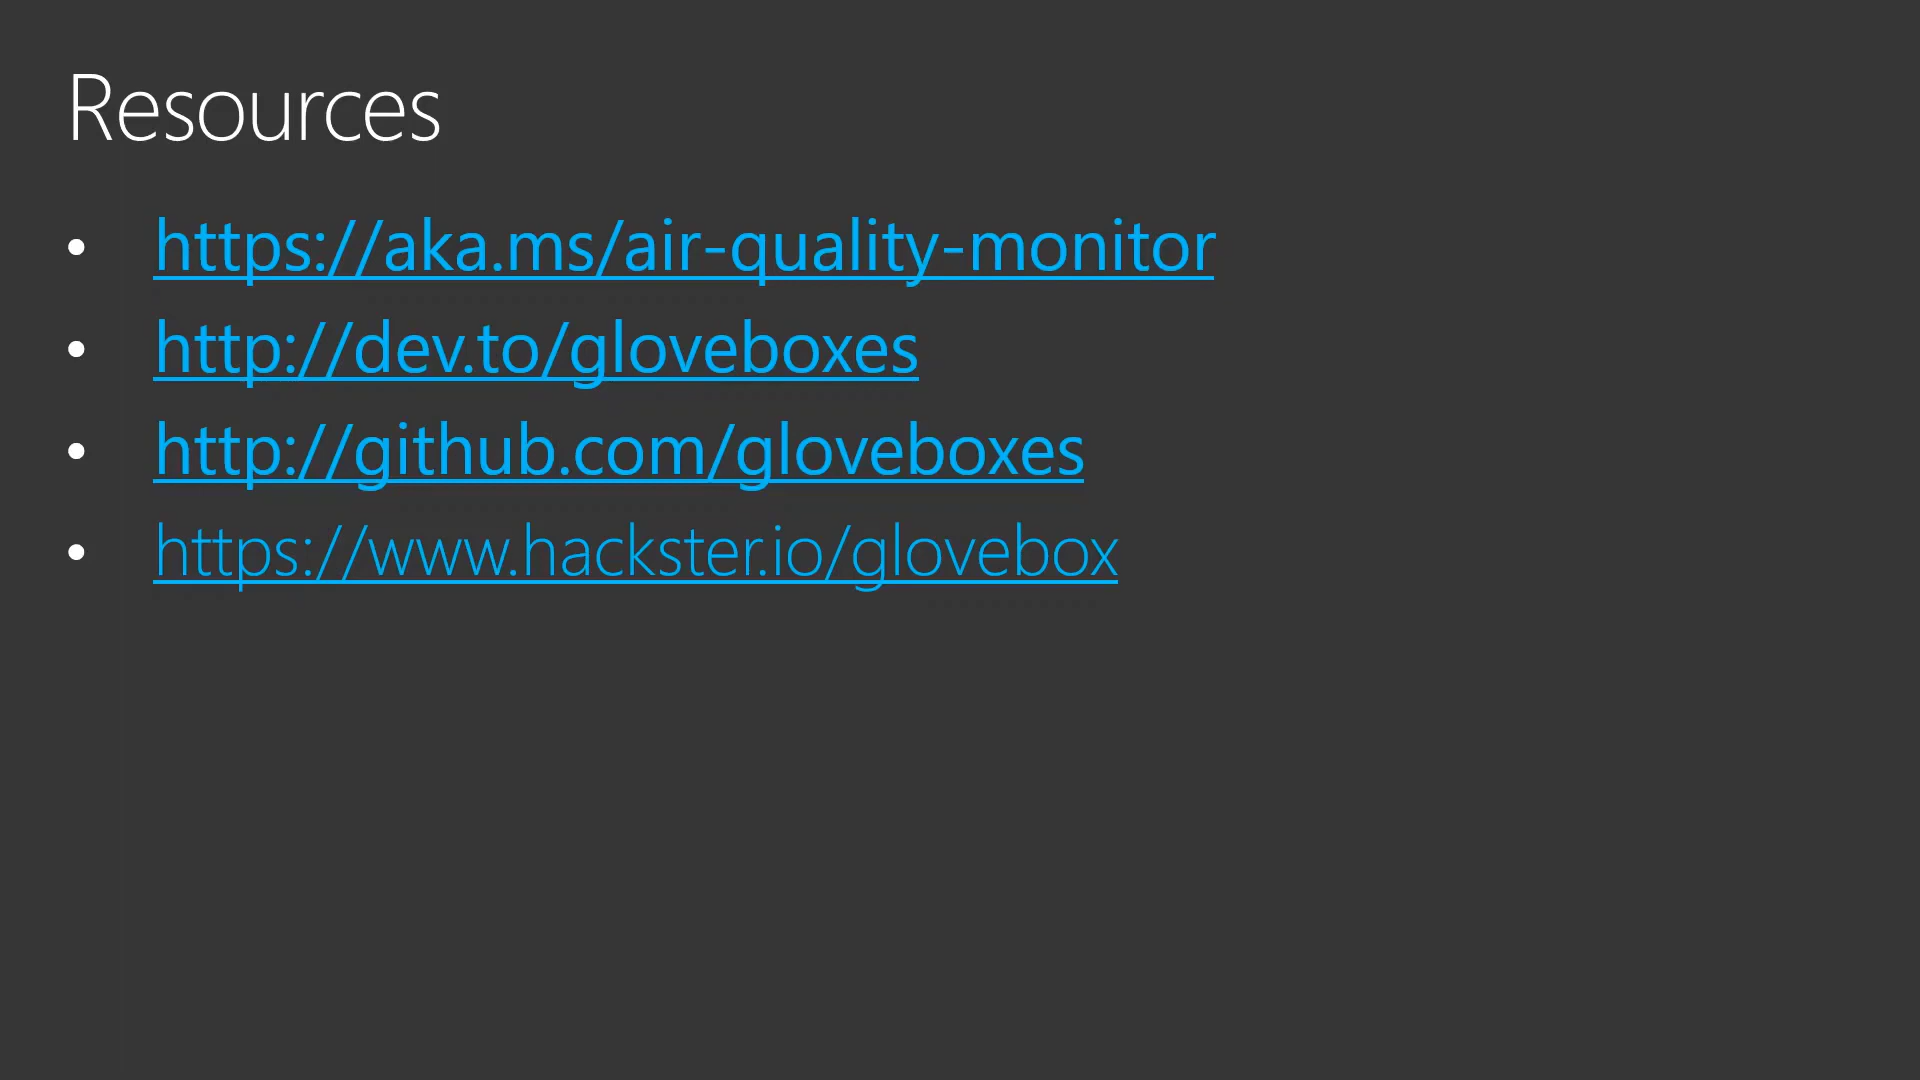 Resources
• https://aka.ms/air-quality-monitor
• http://dev.to/gloveboxes
• http://github.com/gloveboxes
• https://www.hackster.io/glovebox